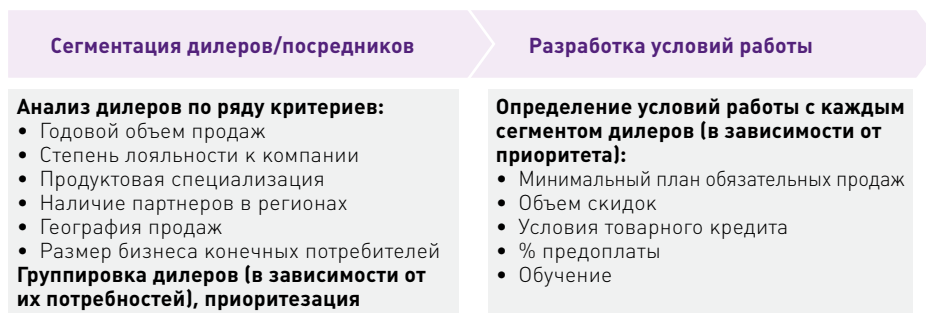 Сегментация дилеров/посредников
Разработка условий работы
Анализ дилеров по ряду критериев:
• Годовой объем продаж
• Степень лояльности к компании
• Продуктовая специализация
• Наличие партнеров в регионах
• География продаж
• Размер бизнеса конечных потребителей
Группировка дилеров (в зависимости от
их потребностей), приоритезация
Определение условий работы с каждым
сегментом дилеров (в зависимости от
приоритета):
• Минимальный план обязательных продаж
• Объем скидок
• Условия товарного кредита
• % предоплаты
• Обучение